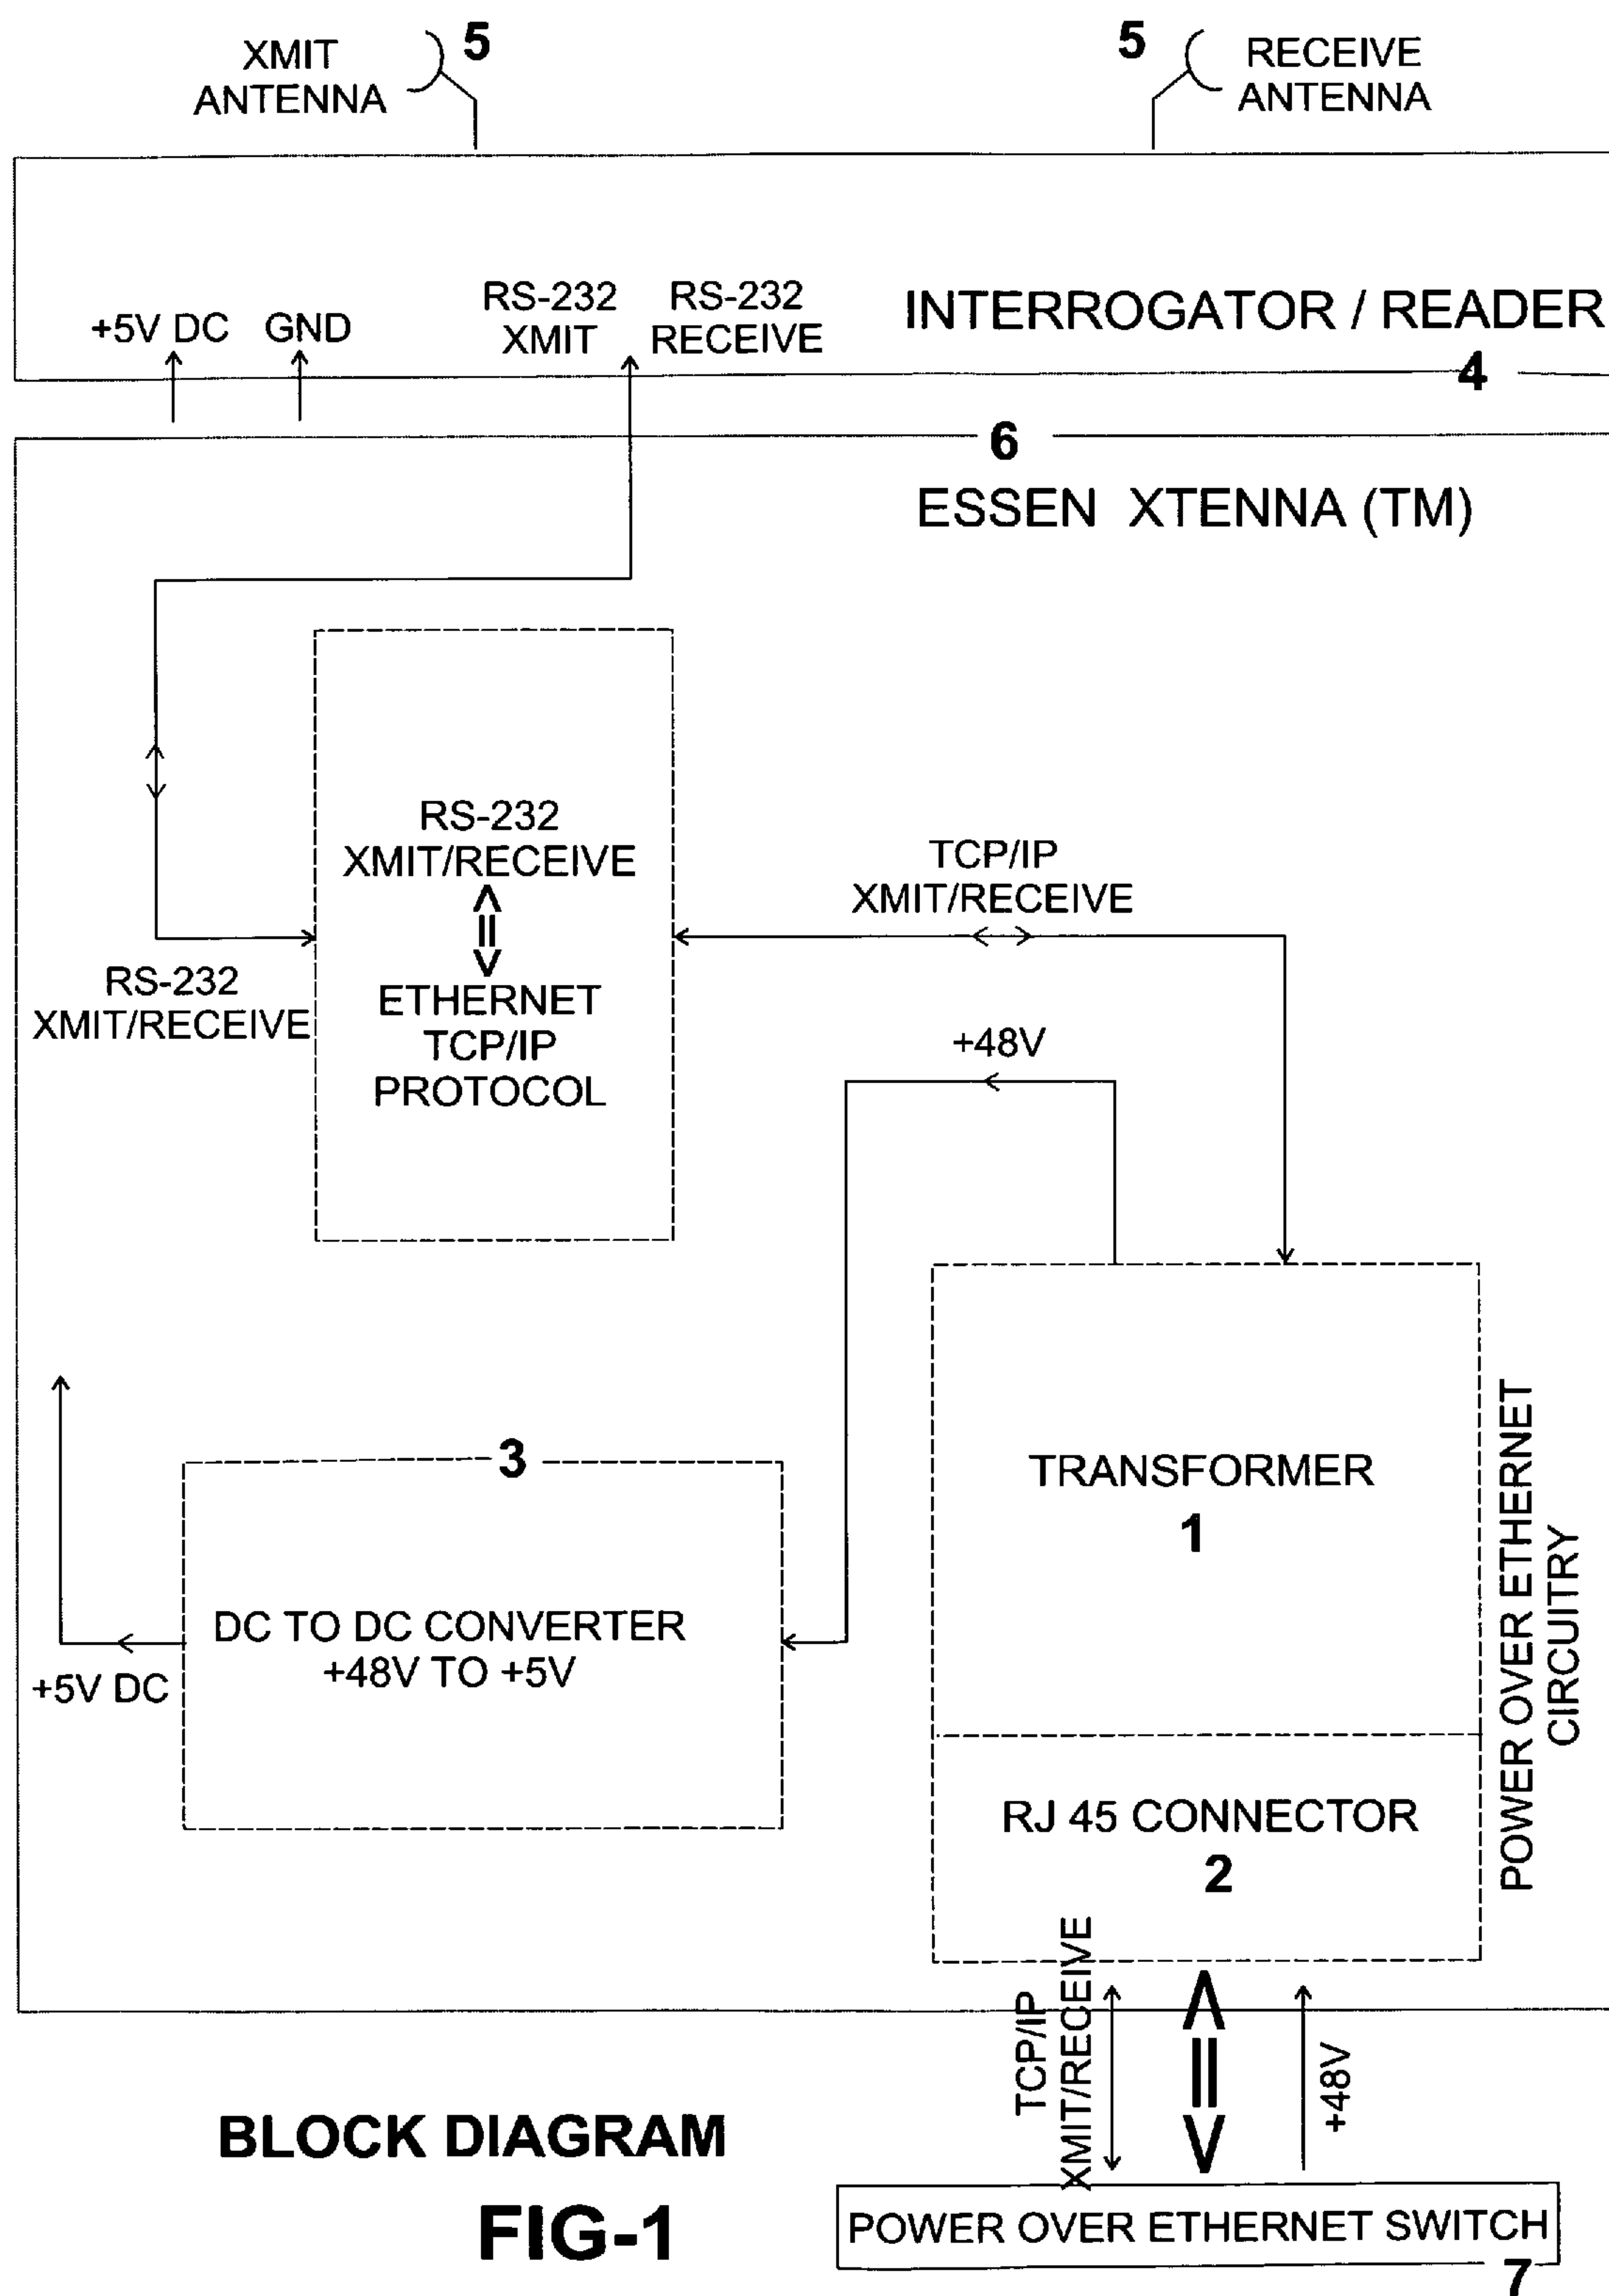 XMIT
ANTENNA
5
5
RECEIVE
ANTENNA
+5V DC
GND
RS-232
XMIT
RS-232
RECEIVE
INTERROGATOR / READER
4
6
ESSEN XTENNA (TM)
RS-232
XMIT/RECEIVE
<=>
ETHERNET
TCP/IP
PROTOCOL
RS-232
XMIT/RECEIVE
TCP/IP
XMIT/RECEIVE
+48V
3
DC TO DC CONVERTER
+48V TO +5V
+5V DC
TRANSFORMER
1
RJ 45 CONNECTOR
2
POWER OVER ETHERNET
CIRCUITRY
TCP/IP
XMIT/RECEIVE
<=>
+48V
POWER OVER ETHERNET SWITCH
7
BLOCK DIAGRAM
FIG-1